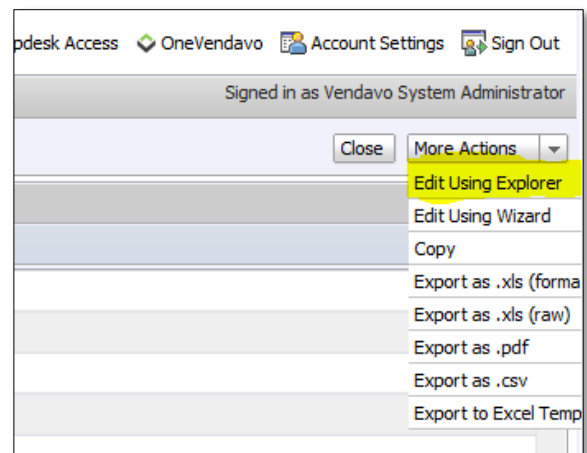 pdesk Access OneVendavo Account Settings Sign Out
Signed in as Vendavo System Administrator
Close More Actions
Edit Using Explorer
Edit Using Wizard
Copy
Export as .xls (forma
Export as .xls (raw)
Export as .pdf
Export as .csv
Export to Excel Temp